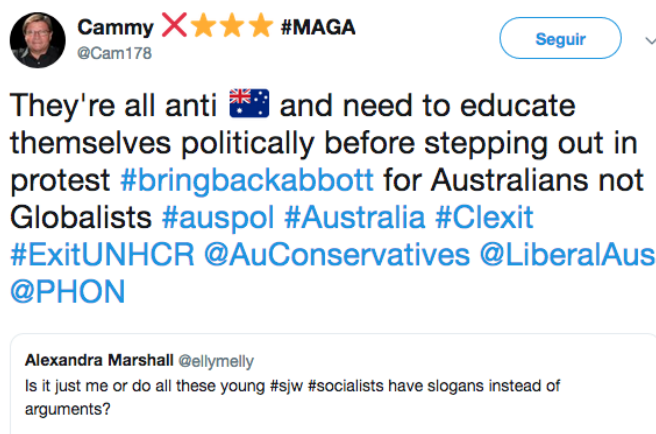 Cammy ❌⭐⭐⭐ #MAGA
@Cam178
Seguir
They're all anti 🇦🇺 and need to educate
themselves politically before stepping out in
protest #bringbackabbott for Australians not
Globalists #auspol #Australia #Clexit
#ExitUNHCR @AuConservatives @LiberalAus
@PHON
Alexandra Marshall @ellymelly
Is it just me or do all these young #sjw #socialists have slogans instead of
arguments?